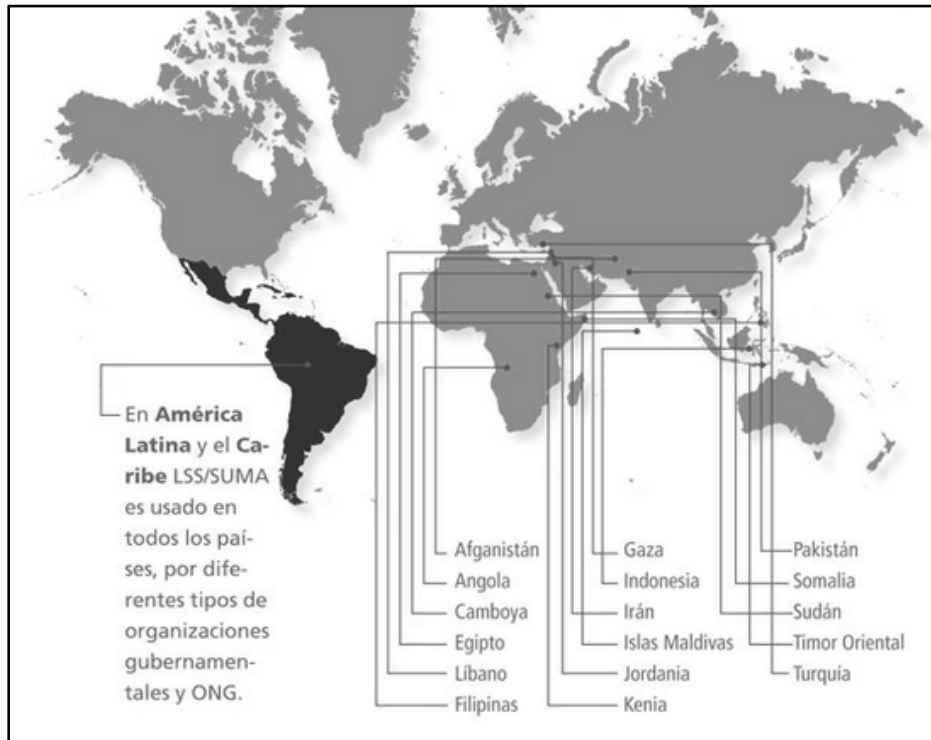 En América
Latina y el Ca-
ribe LSS/SUMA
es usado en
todos los paí-
ses, por dife-
rentes tipos de
organizaciones
gubernamen-
tales y ONG.
Afganistán
Angola
Camboya
Egipto
Líbano
Filipinas
Gaza
Indonesia
Irán
Islas Maldivas
Jordania
Kenia
Pakistán
Somalia
Sudán
Timor Oriental
Turquía